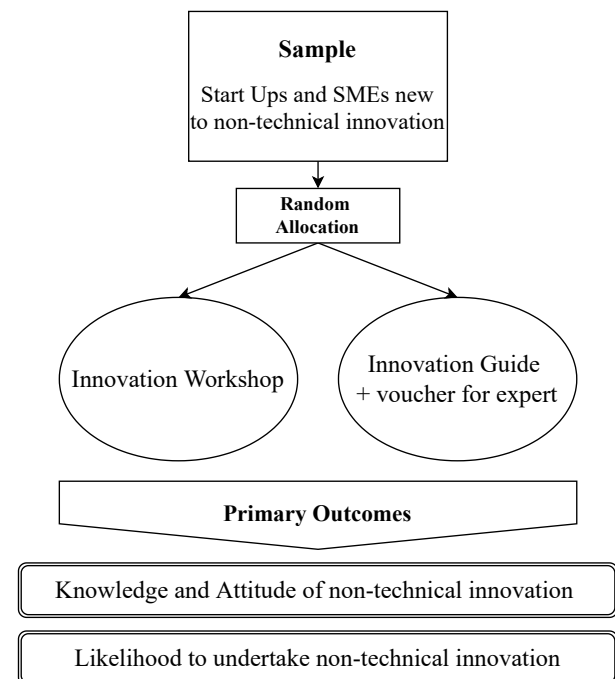 Sample
Start Ups and SMEs new
to non-technical innovation
Random
Allocation
Innovation Workshop
Innovation Guide
+ voucher for expert
Primary Outcomes
Knowledge and Attitude of non-technical innovation
Likelihood to undertake non-technical innovation